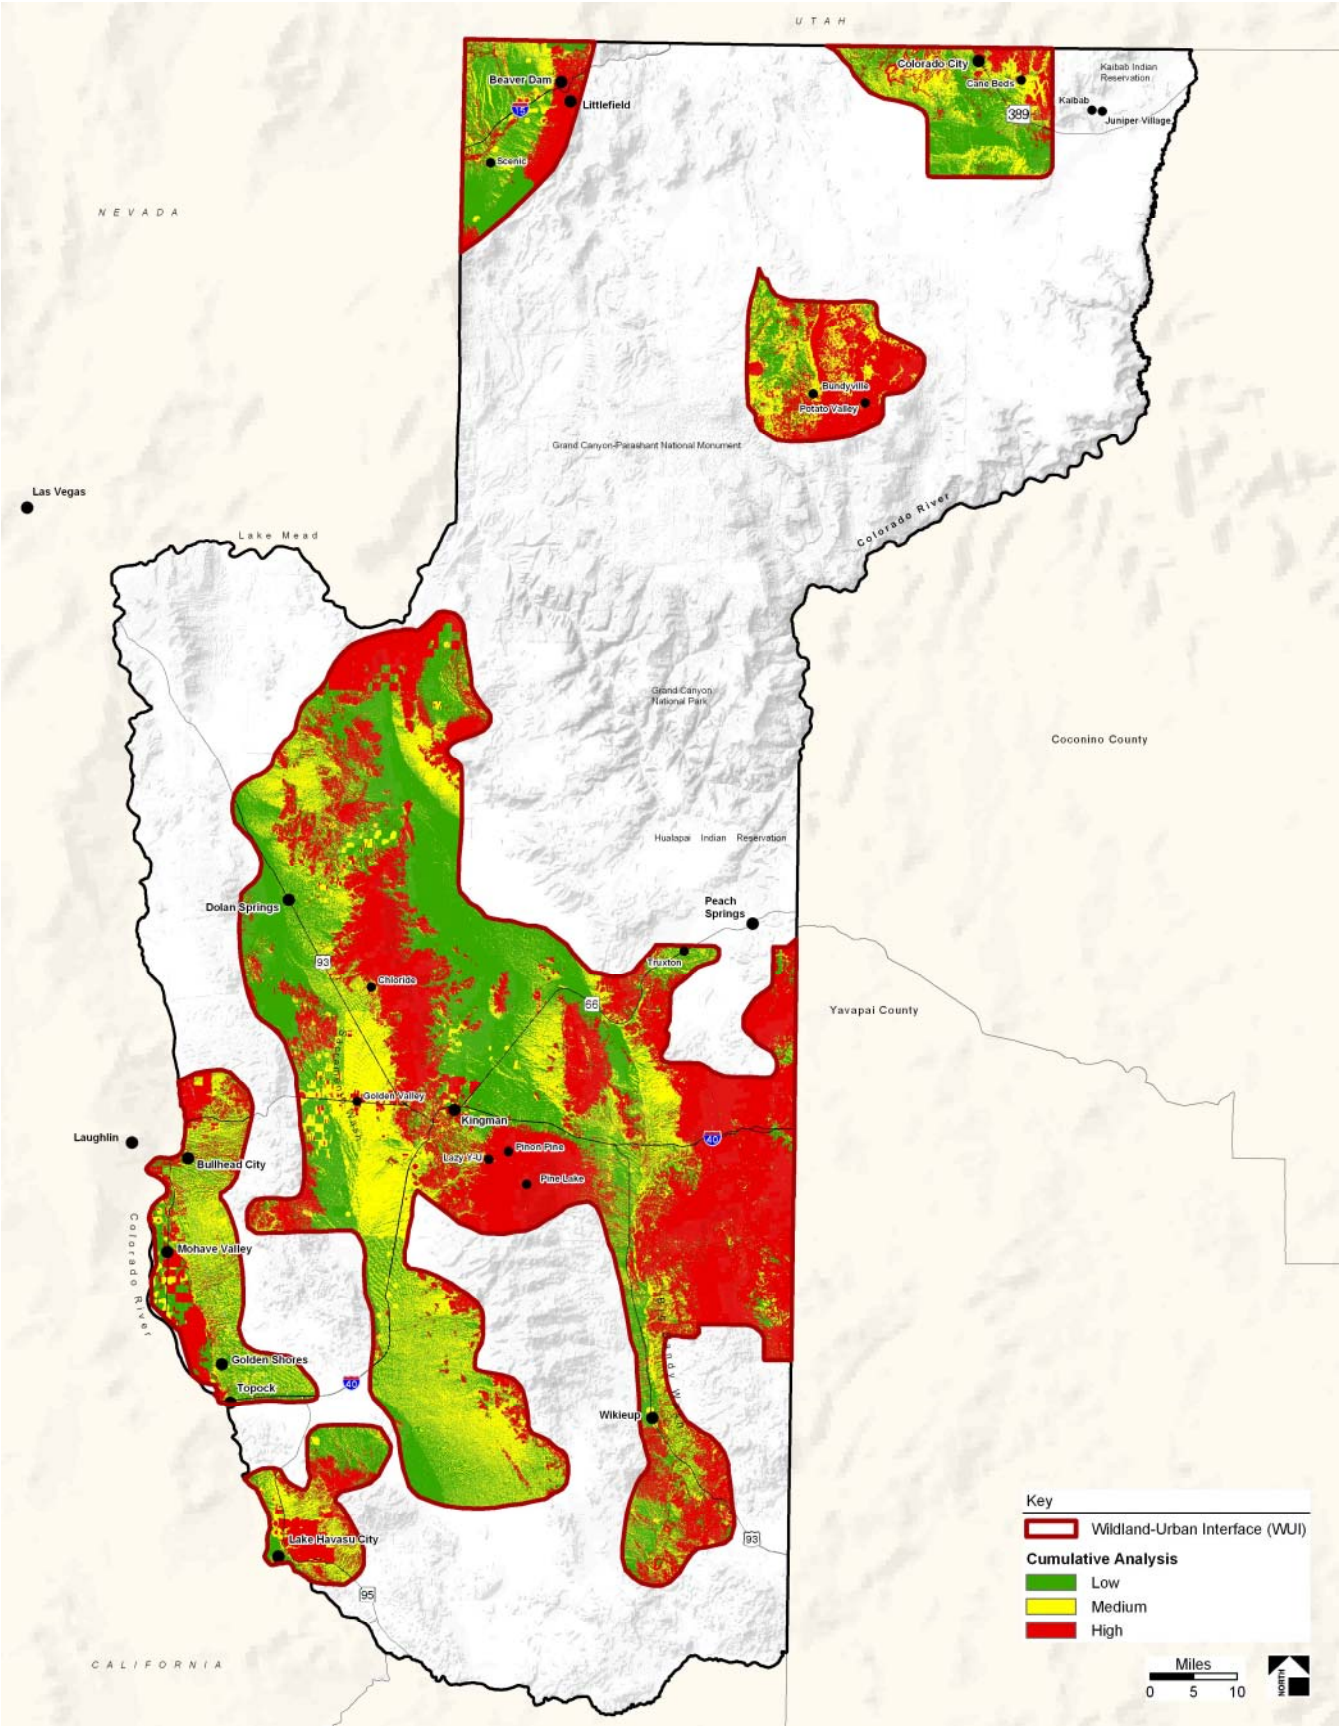 UTAH
Colorado City
Kaibab Indian
Reservation
Beaver Dam
Cane Beds
Littlefield
15
Kaibab
389
Juniper Village
Scenic
NEVADA
Bundyville
Potato Valley
Grand Canyon-Parashant National Monument
Las Vegas
Colorado River
Lake Mead
Grand Canyon
National Park
Coconino County
Hualapai Indian Reservation
Peach
Springs
Dolan Springs
93
Truxton
Chloride
66
Yavapai County
Golden Valley
Kingman
Laughlin
40
Pinon Pine
Lazy Y-U
Bullhead City
Pine Lake
Colorado River
Mohave Valley
Golden Shores
40
Topock
Wikieup
Key
Wildland-Urban Interface (WUI)
93
Lake Havasu City
Cumulative Analysis
Low
95
Medium
High
CALIFORNIA
Miles
0 5 10
NORTH